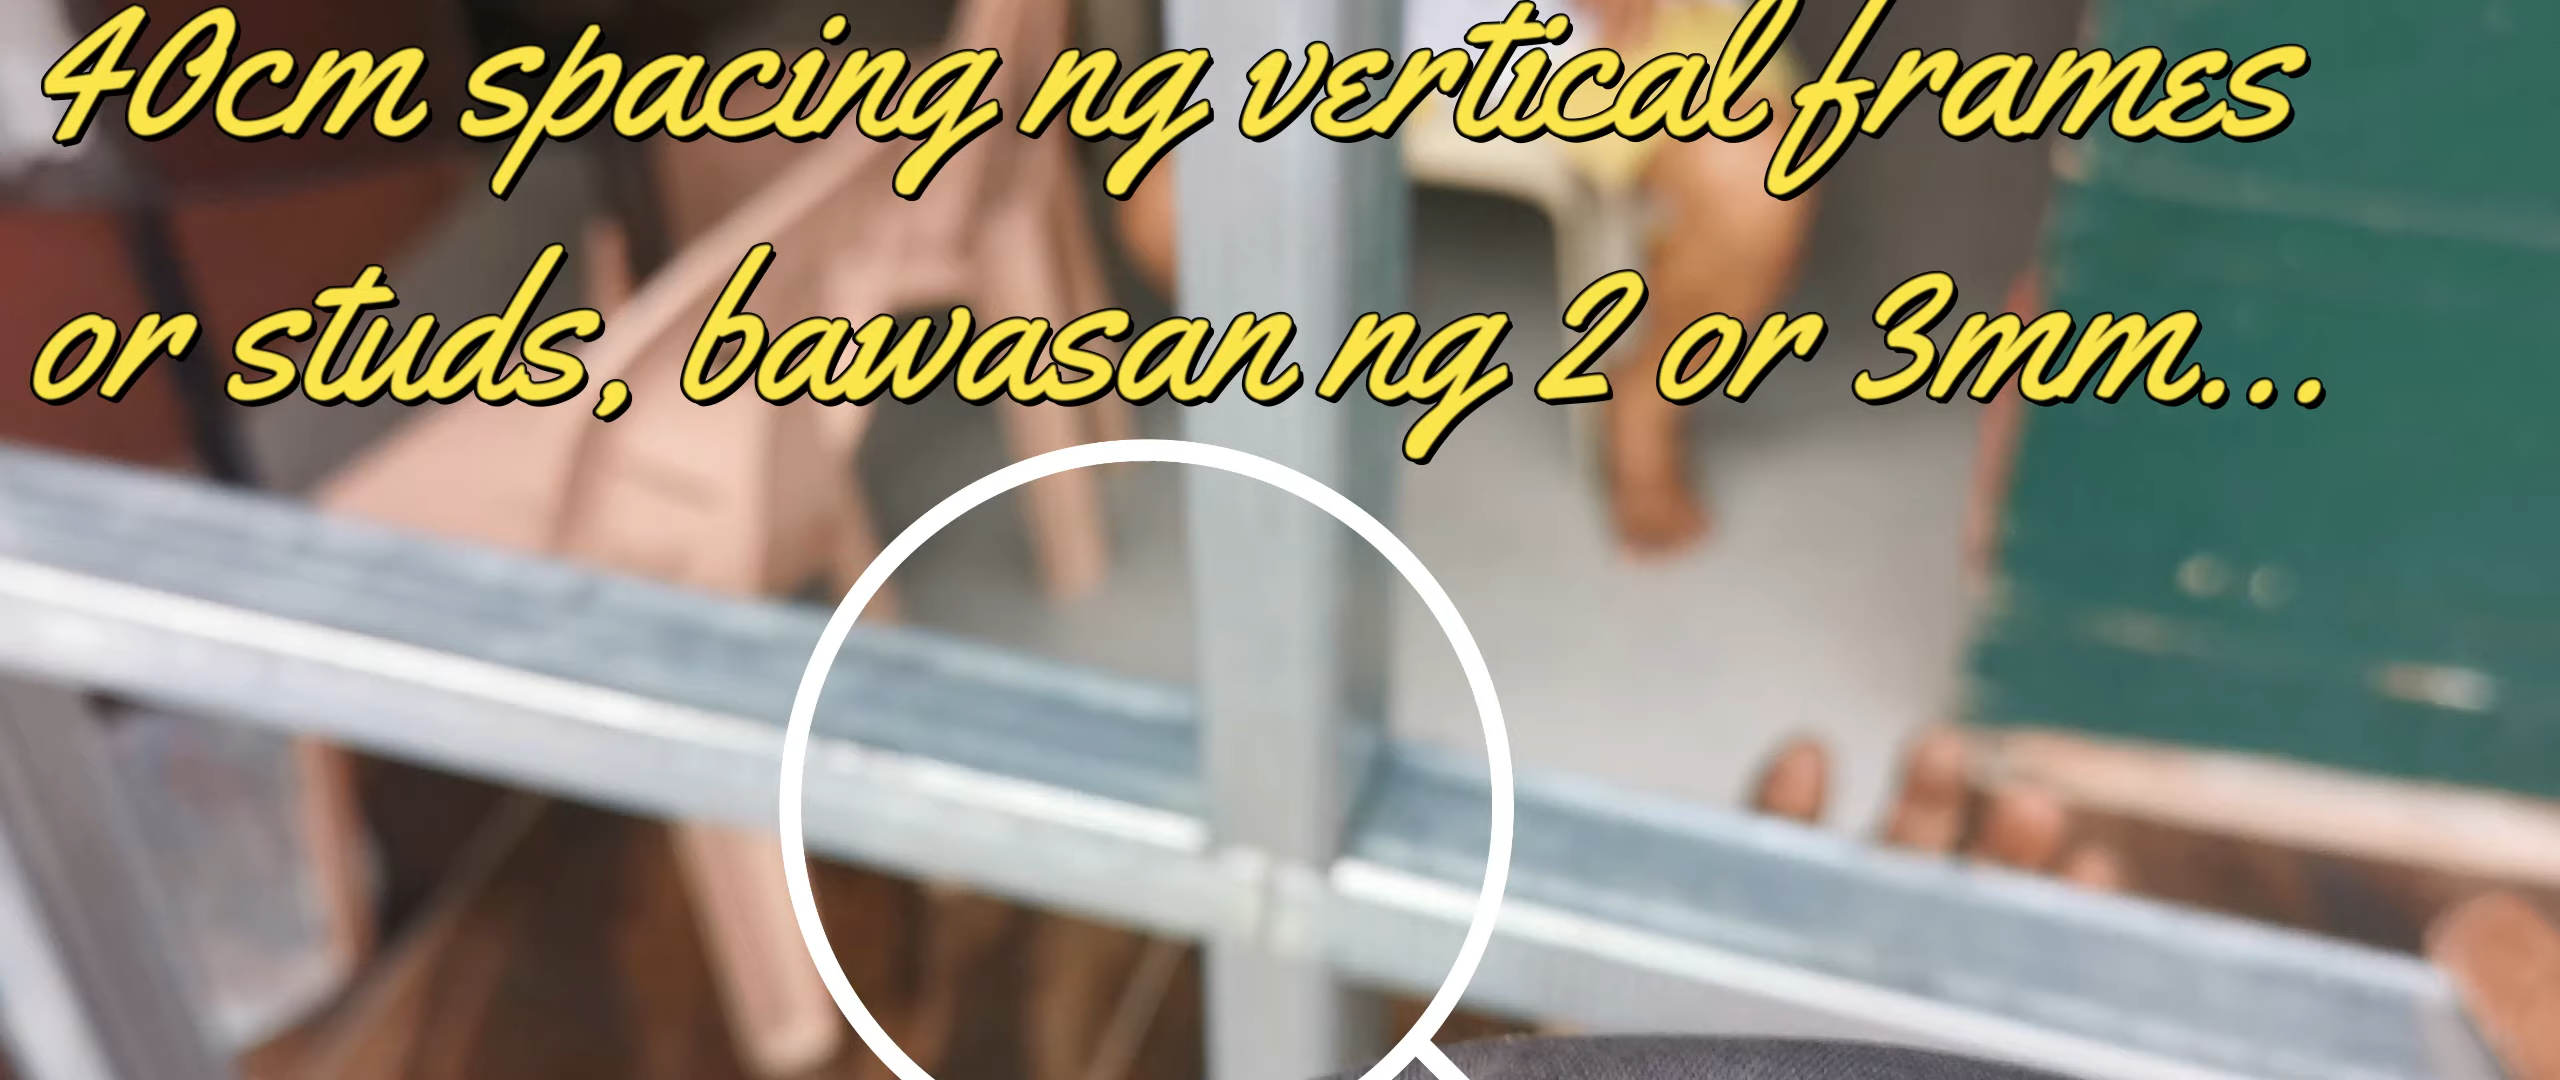 40cm spacing ng vertical frames
or studs, bawasan ng 2 or 3mm...